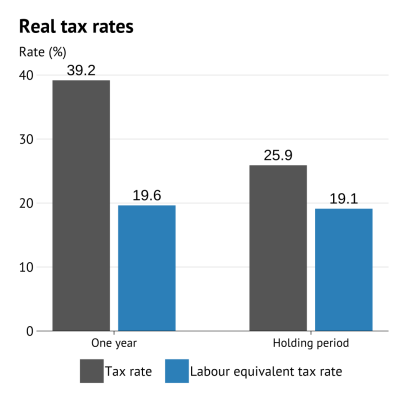 Real tax rates
Rate (%)
40
30
20
10
0
39.2
19.6
25.9
19.1
One year
Holding period
Tax rate
Labour equivalent tax rate